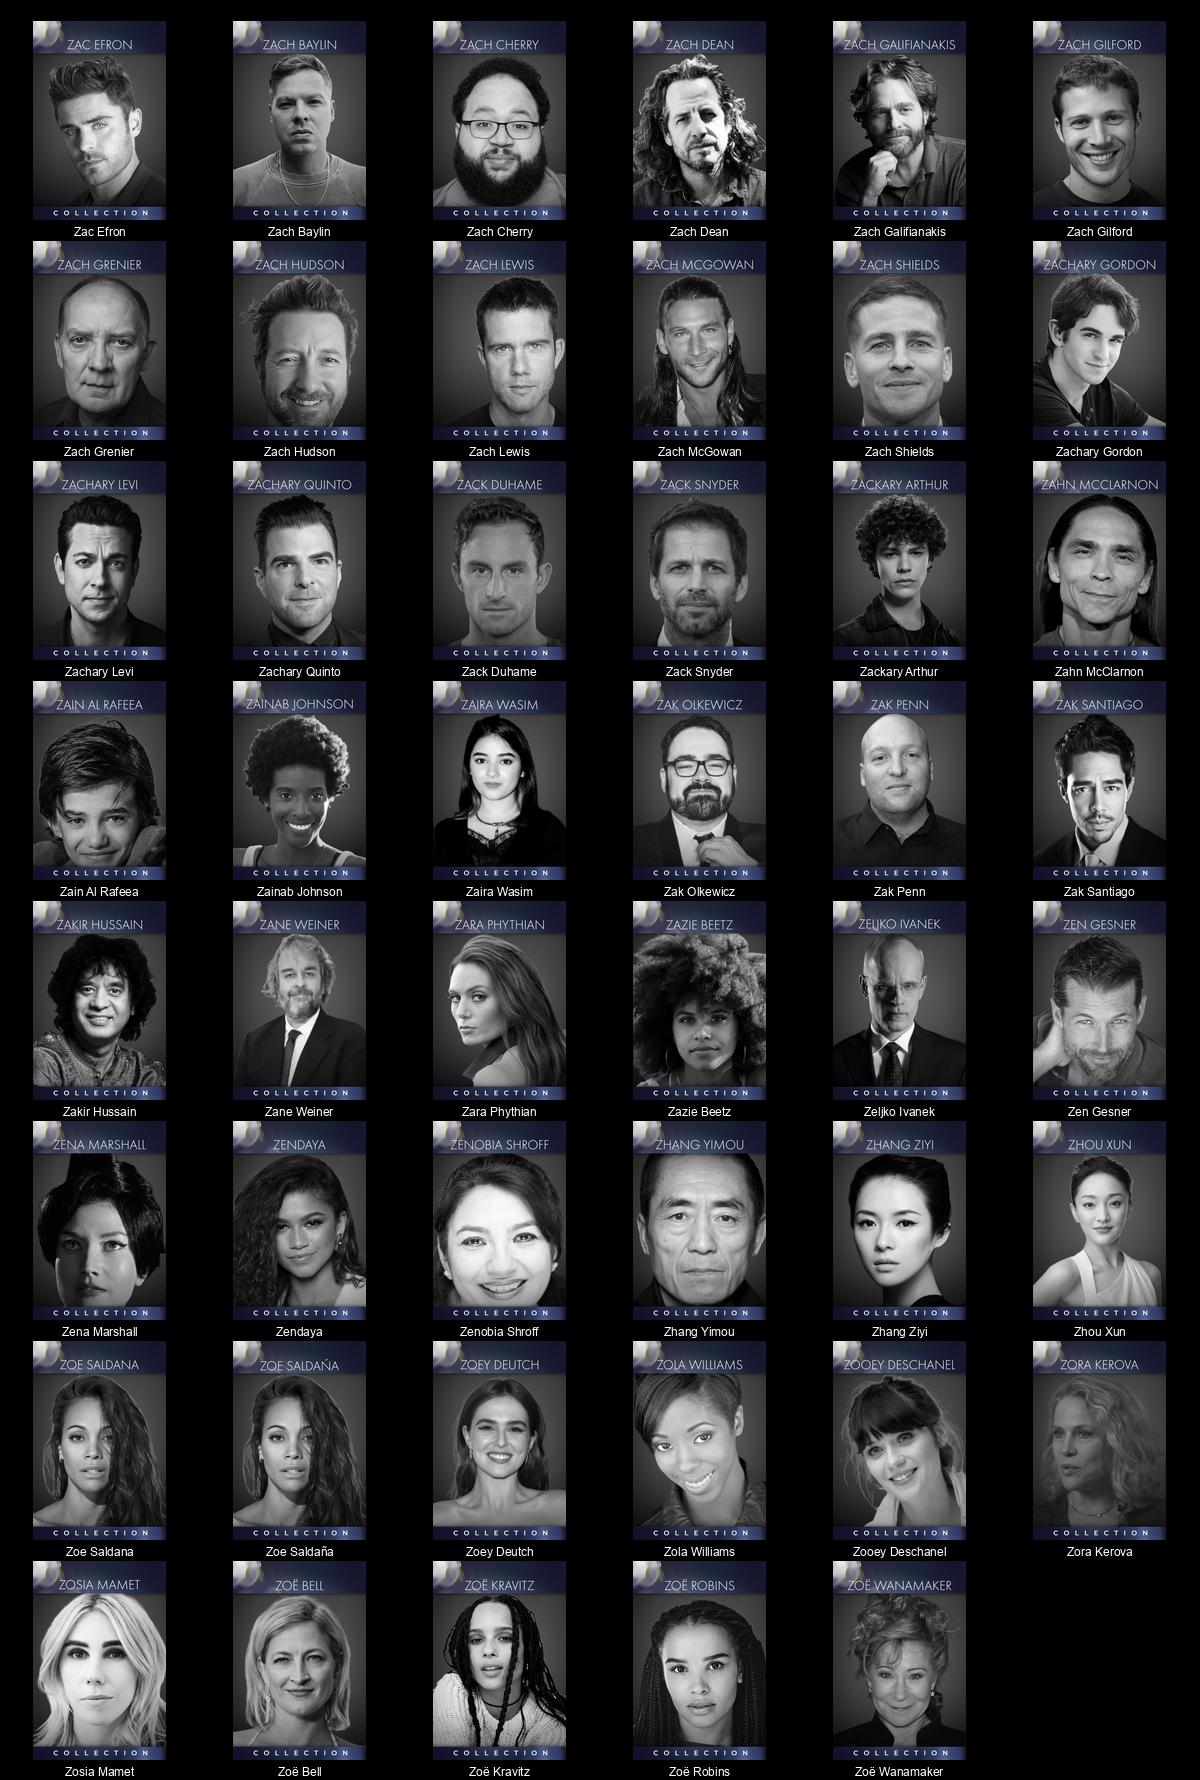 ZAC EFRON
COLLECTION
Zac Efron
ZACH BAYLIN
COLLECTION
Zach Baylin
ZACH CHERRY
COLLECTION
Zach Cherry
ZACH DEAN
COLLECTION
Zach Dean
ZACH GALIFIANAKIS
COLLECTION
Zach Galifianakis
ZACH GILFORD
COLLECTION
Zach Gilford
ZACH GRENIER
COLLECTION
Zach Grenier
ZACH HUDSON
COLLECTION
Zach Hudson
ZACH LEWIS
COLLECTION
Zach Lewis
ZACH MCGOWAN
COLLECTION
Zach McGowan
ZACH SHIELDS
COLLECTION
Zach Shields
ZACHARY GORDON
COLLECTION
Zachary Gordon
ZACHARY LEVI
COLLECTION
Zachary Levi
ZACHARY QUINTO
COLLECTION
Zachary Quinto
ZACK DUHAME
COLLECTION
Zack Duhame
ZACK SNYDER
COLLECTION
Zack Snyder
ZACKARY ARTHUR
COLLECTION
Zackary Arthur
ZAHN MCCLARNON
COLLECTION
Zahn McClarnon
ZAIN AL RAFEEA
COLLECTION
Zain Al Rafeea
ZAINAB JOHNSON
COLLECTION
Zainab Johnson
ZAIRA WASIM
COLLECTION
Zaira Wasim
ZAK OLKEWICZ
COLLECTION
Zak Olkewicz
ZAK PENN
COLLECTION
Zak Penn
ZAK SANTIAGO
COLLECTION
Zak Santiago
ZAKIR HUSSAIN
COLLECTION
Zakir Hussain
ZANE WEINER
COLLECTION
Zane Weiner
ZARA PHYTHIAN
COLLECTION
Zara Phythian
ZAZIE BEETZ
COLLECTION
Zazie Beetz
ZELJKO IVANEK
COLLECTION
Zeljko Ivanek
ZEN GESNER
COLLECTION
Zen Gesner
ZENA MARSHALL
COLLECTION
Zena Marshall
ZENDAYA
COLLECTION
Zendaya
ZENOBIA SHROFF
COLLECTION
Zenobia Shroff
ZHANG YIMOU
COLLECTION
Zhang Yimou
ZHANG ZIYI
COLLECTION
Zhang Ziyi
ZHOU XUN
COLLECTION
Zhou Xun
ZOE SALDANA
COLLECTION
Zoe Saldana
ZOE SALDAÑA
COLLECTION
Zoe Saldaña
ZOEY DEUTCH
COLLECTION
Zoey Deutch
ZOLA WILLIAMS
COLLECTION
Zola Williams
ZOOEY DESCHANEL
COLLECTION
Zooey Deschanel
ZORA KEROVA
COLLECTION
Zora Kerova
ZOSIA MAMET
COLLECTION
Zosia Mamet
ZOË BELL
COLLECTION
Zoë Bell
ZOË KRAVITZ
COLLECTION
Zoë Kravitz
ZOË ROBINS
COLLECTION
Zoë Robins
ZOË WANAMAKER
COLLECTION
Zoë Wanamaker